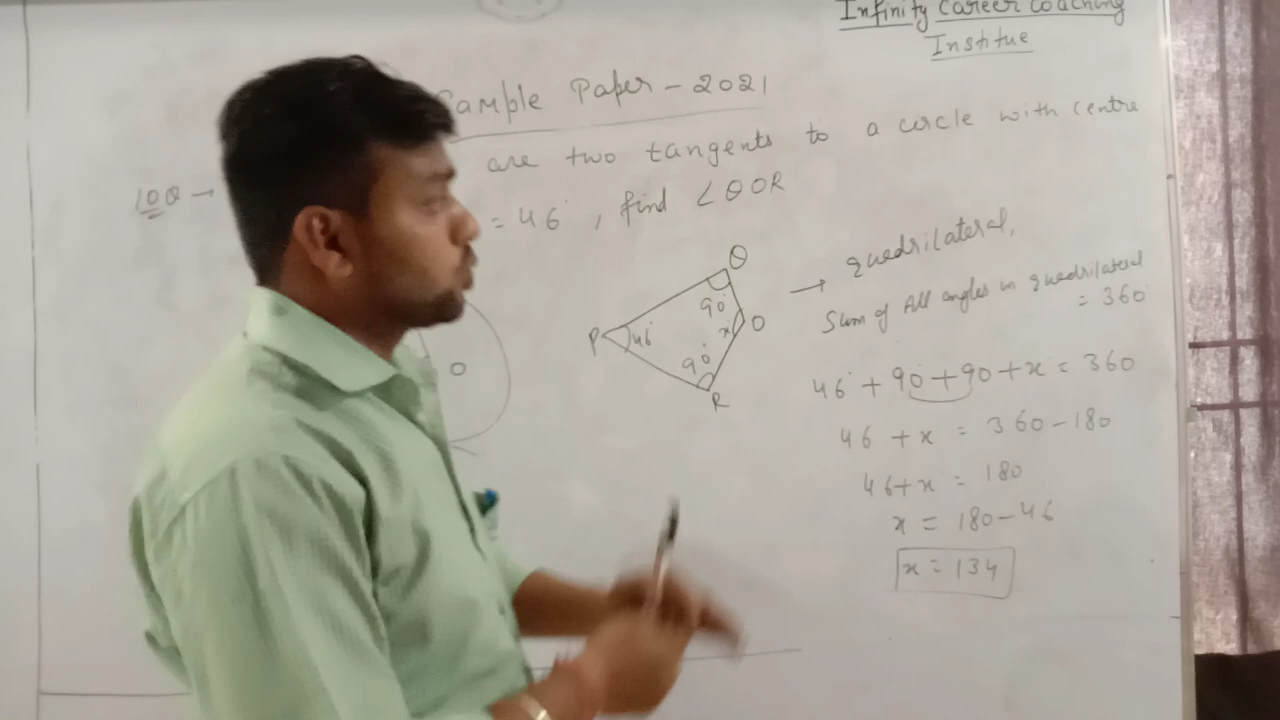 Infinity Career Coaching
Institue
Sample Paper - 2021
10Q → are two tangents to a circle with centre
= 46°, find ∠QOR
O
P
46°
Q
90°
x
O
90°
R
→ quadrilateral,
Sum of All angles in quadrilateral
= 360°
46° + 90 + 90 + x = 360
46 + x = 360 - 180
46 + x = 180
x = 180 - 46
x = 134